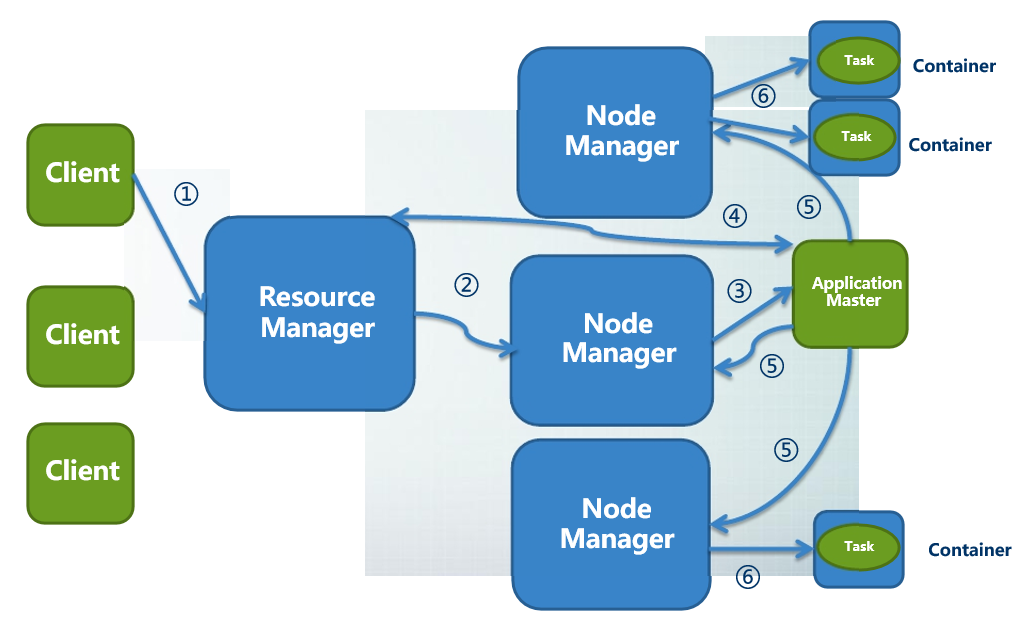 Client
①
Client
Client
Resource
Manager
②
Node
Manager
⑥
Task
Container
Task
Container
⑤
④
Node
Manager
③
Application
Master
⑤
⑤
Node
Manager
⑥
Task
Container